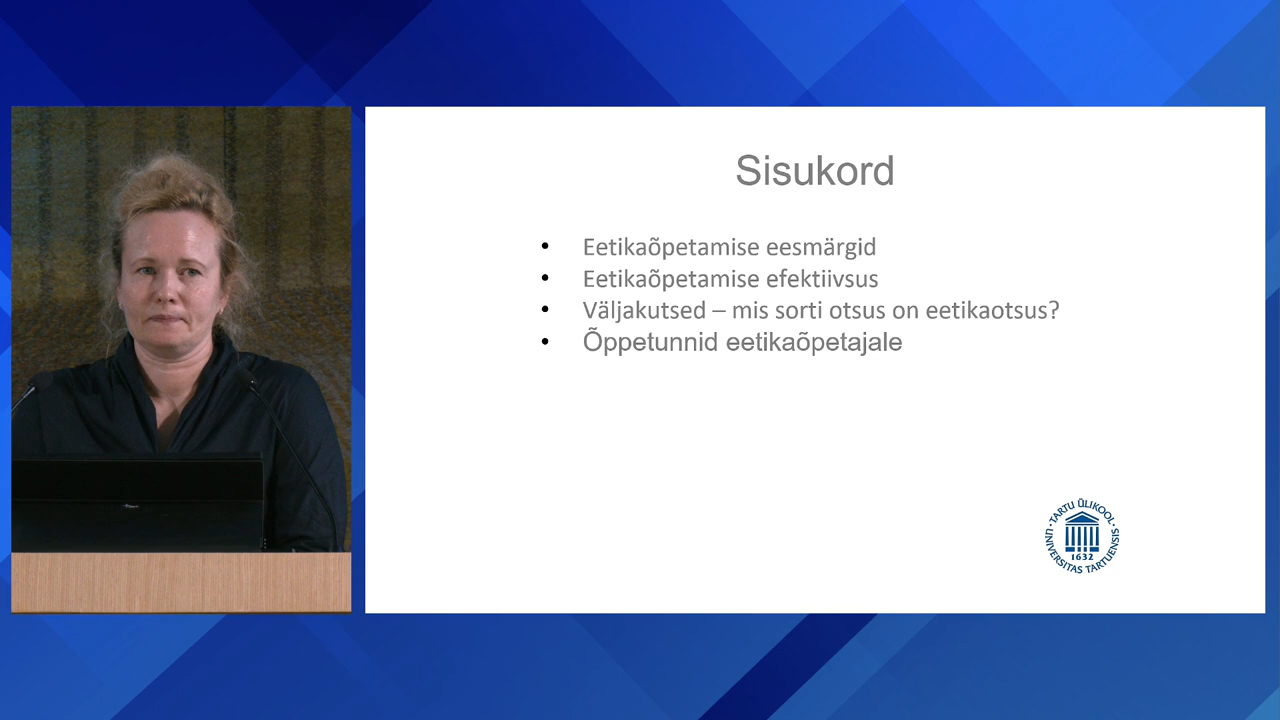 Sisukord
• Eetikaõpetamise eesmärgid
• Eetikaõpetamise efektiivsus
• Väljakutsed – mis sorti otsus on eetikaotsus?
• Õppetunnid eetikaõpetajale
TARTU ÜLIKOOL
1632
UNIVERSITAS TARTUENSIS